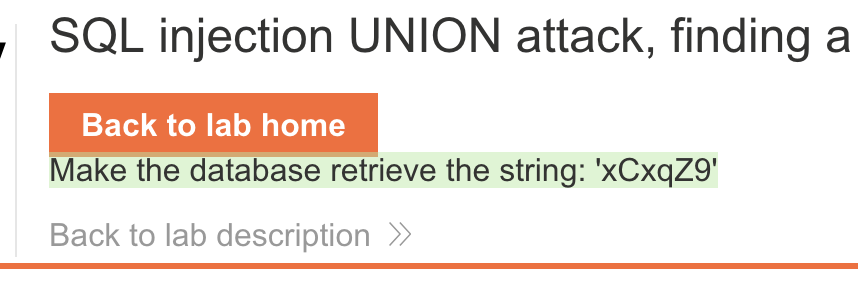 SQL injection UNION attack, finding a
Back to lab home
Make the database retrieve the string: 'xCxqZ9'
Back to lab description